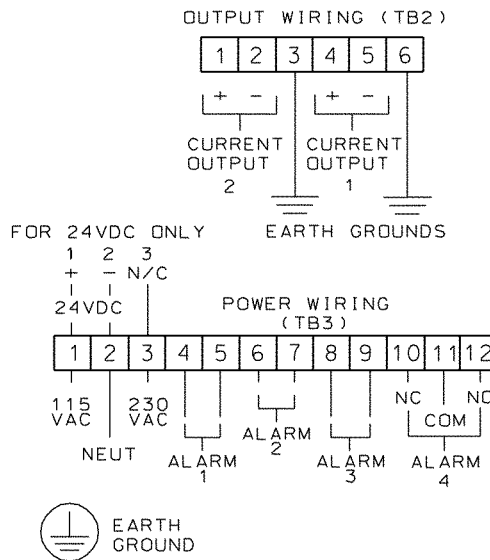 OUTPUT WIRING (TB2)
1 2 3 4 5 6
+ − + −
CURRENT OUTPUT 2
CURRENT OUTPUT 1
EARTH GROUNDS
FOR 24VDC ONLY
1 2 3
+ − N/C
24VDC
POWER WIRING
(TB3)
1 2 3 4 5 6 7 8 9 10 11 12
115 VAC
NEUT
230 VAC
ALARM 1
ALARM 2
ALARM 3
NC COM NO
ALARM 4
EARTH
GROUND